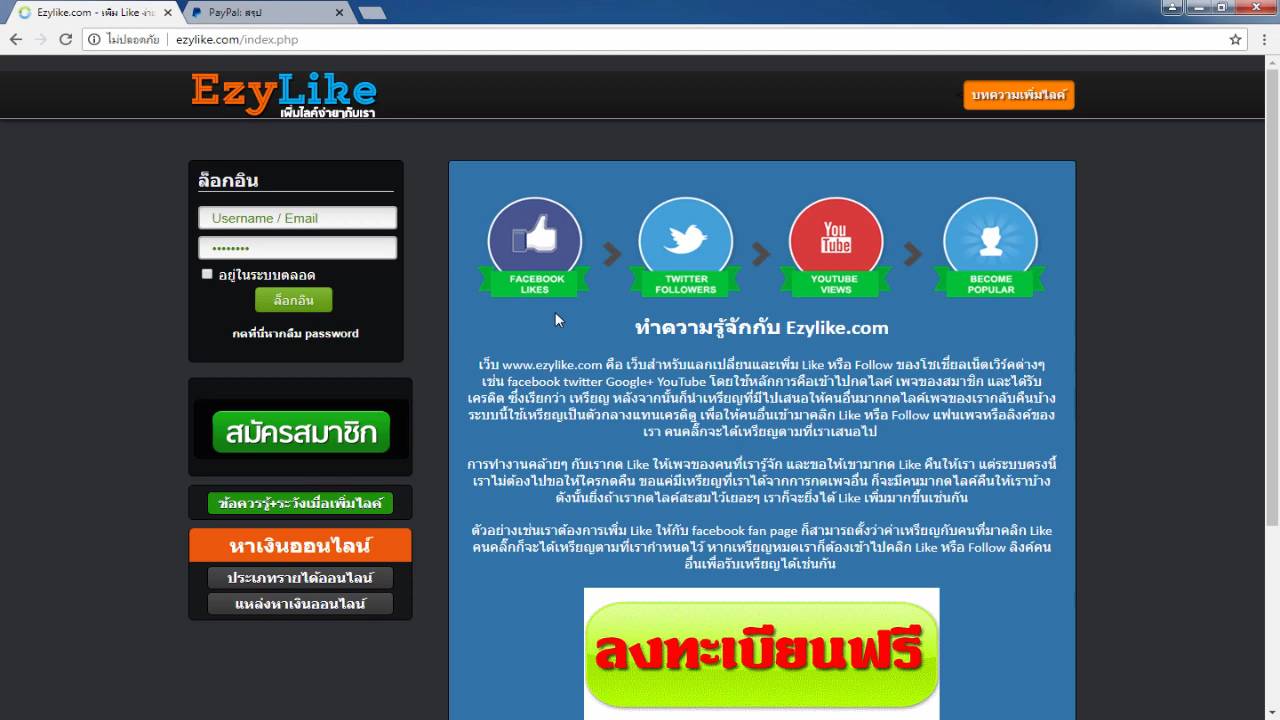 Ezylike.com - เพิ่ม Like ง่าย
PayPal: สรุป
ไม่ปลอดภัย
ezylike.com/index.php
EzyLike
เพิ่มไลค์ง่ายๆกับเรา
บทความเพิ่มไลค์
ล็อกอิน
Username / Email
••••••••
อยู่ในระบบตลอด
ล็อกอิน
กดที่นี่หากลืม password
สมัครสมาชิก
ข้อควรรู้+ระวังเมื่อเพิ่มไลค์
หาเงินออนไลน์
ประเภทรายได้ออนไลน์
แหล่งหาเงินออนไลน์
FACEBOOK
LIKES
TWITTER
FOLLOWERS
You
Tube
YOUTUBE
VIEWS
BECOME
POPULAR
ทำความรู้จักกับ Ezylike.com
เว็บ www.ezylike.com คือ เว็บสำหรับแลกเปลี่ยนและเพิ่ม Like หรือ Follow ของโซเชี่ยลเน็ตเวิร์คต่างๆ
เช่น facebook twitter Google+ YouTube โดยใช้หลักการคือเข้าไปกดไลค์ เพจของสมาชิก และได้รับ
เครดิต ซึ่งเรียกว่า เหรียญ หลังจากนั้นก็นำเหรียญที่มีไปเสนอให้คนอื่นมากกดไลค์เพจของเรากลับคืนบ้าง
ระบบนี้ใช้เหรียญเป็นตัวกลางแทนเครดิต เพื่อให้คนอื่นเข้ามาคลิก Like หรือ Follow แฟนเพจหรือลิงค์ของ
เรา คนคลิ๊กจะได้เหรียญตามที่เราเสนอไป
การทำงานคล้ายๆ กับเรากด Like ให้เพจของคนที่เรารู้จัก และขอให้เขามากด Like คืนให้เรา แต่ระบบตรงนี้
เราไม่ต้องไปขอให้ใครกดคืน ขอแค่มีเหรียญที่เราได้จากการกดเพจอื่น ก็จะมีคนมากดไลค์คืนให้เราบ้าง
ดังนั้นยิ่งถ้าเรากดไลค์สะสมไว้เยอะๆ เราก็จะยิ่งได้ Like เพิ่มมากขึ้นเช่นกัน
ตัวอย่างเช่นเราต้องการเพิ่ม Like ให้กับ facebook fan page ก็สามารถตั้งว่าค่าเหรียญกับคนที่มาคลิก Like
คนคลิ๊กก็จะได้เหรียญตามที่เรากำหนดไว้ หากเหรียญหมดเราก็ต้องเข้าไปคลิก Like หรือ Follow ลิงค์คน
อื่นเพื่อรับเหรียญได้เช่นกัน
ลงทะเบียนฟรี